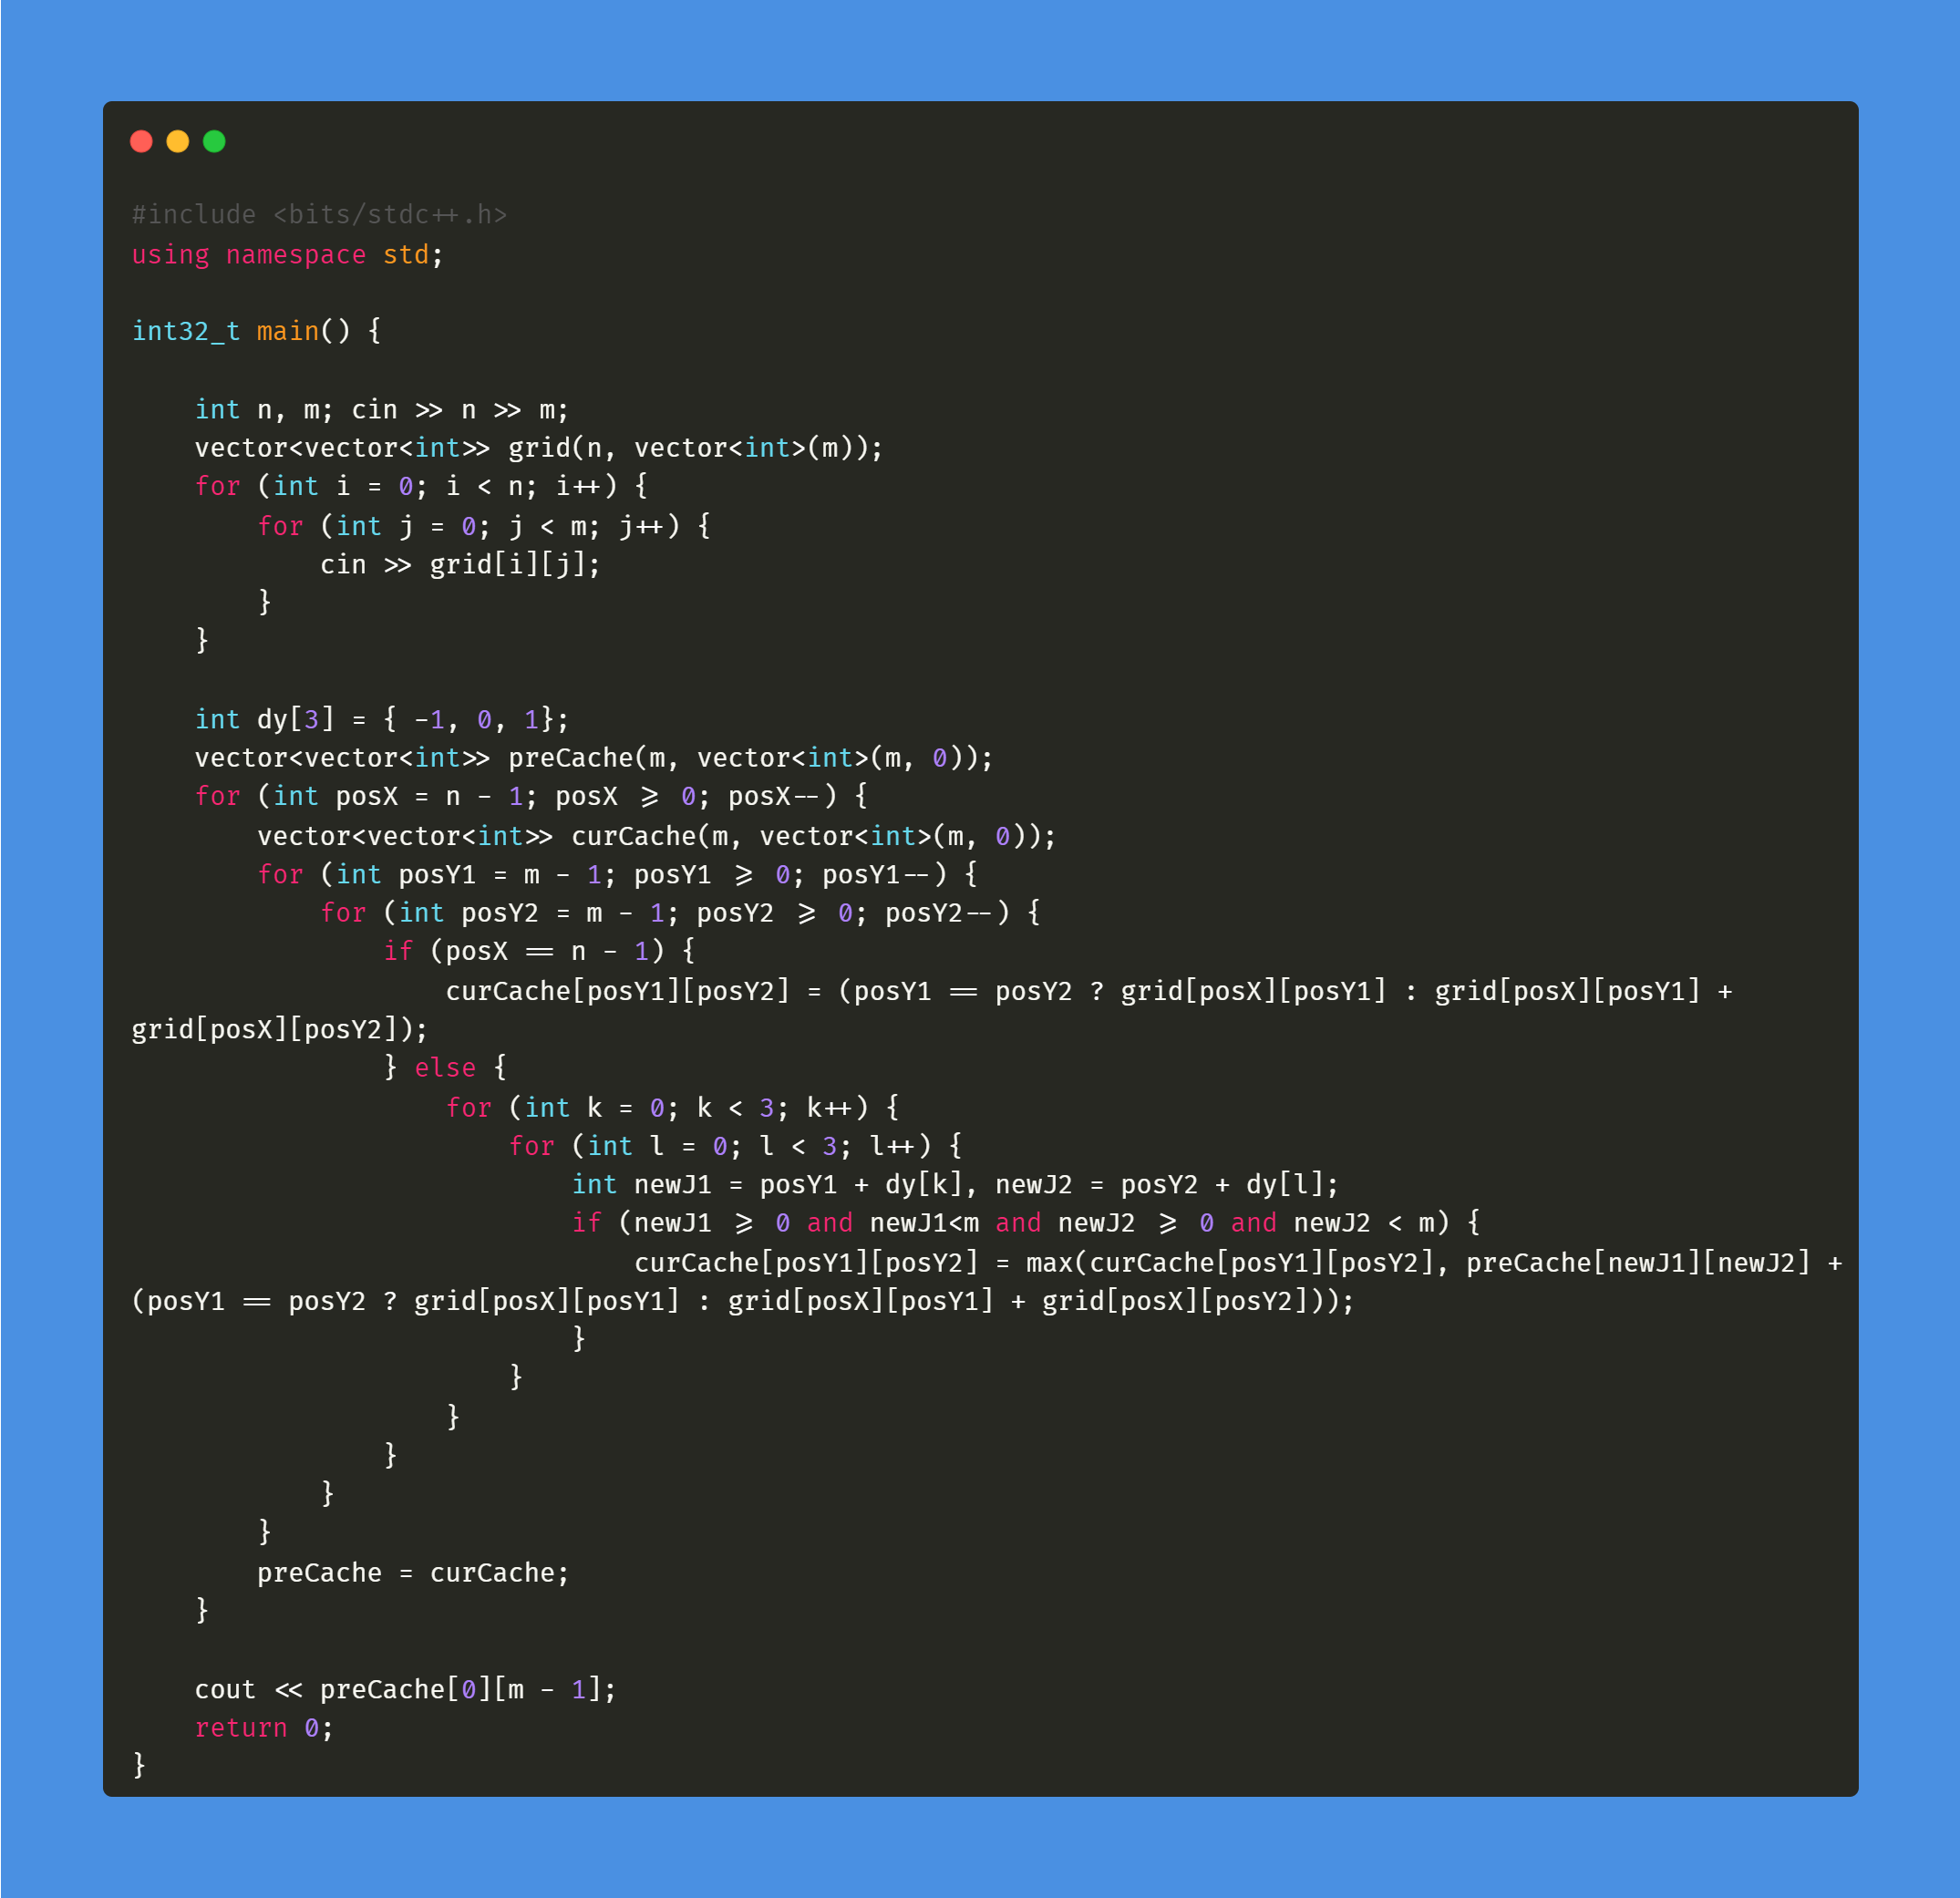 #include <bits/stdc++.h>
using namespace std;

int32_t main() {

    int n, m; cin >> n >> m;
    vector<vector<int>> grid(n, vector<int>(m));
    for (int i = 0; i < n; i++) {
        for (int j = 0; j < m; j++) {
            cin >> grid[i][j];
        }
    }

    int dy[3] = { -1, 0, 1};
    vector<vector<int>> preCache(m, vector<int>(m, 0));
    for (int posX = n - 1; posX >= 0; posX--) {
        vector<vector<int>> curCache(m, vector<int>(m, 0));
        for (int posY1 = m - 1; posY1 >= 0; posY1--) {
            for (int posY2 = m - 1; posY2 >= 0; posY2--) {
                if (posX == n - 1) {
                    curCache[posY1][posY2] = (posY1 == posY2 ? grid[posX][posY1] : grid[posX][posY1] +
grid[posX][posY2]);
                } else {
                    for (int k = 0; k < 3; k++) {
                        for (int l = 0; l < 3; l++) {
                            int newJ1 = posY1 + dy[k], newJ2 = posY2 + dy[l];
                            if (newJ1 >= 0 and newJ1<m and newJ2 >= 0 and newJ2 < m) {
                                curCache[posY1][posY2] = max(curCache[posY1][posY2], preCache[newJ1][newJ2] +
(posY1 == posY2 ? grid[posX][posY1] : grid[posX][posY1] + grid[posX][posY2]));
                            }
                        }
                    }
                }
            }
        }
        preCache = curCache;
    }

    cout << preCache[0][m - 1];
    return 0;
}